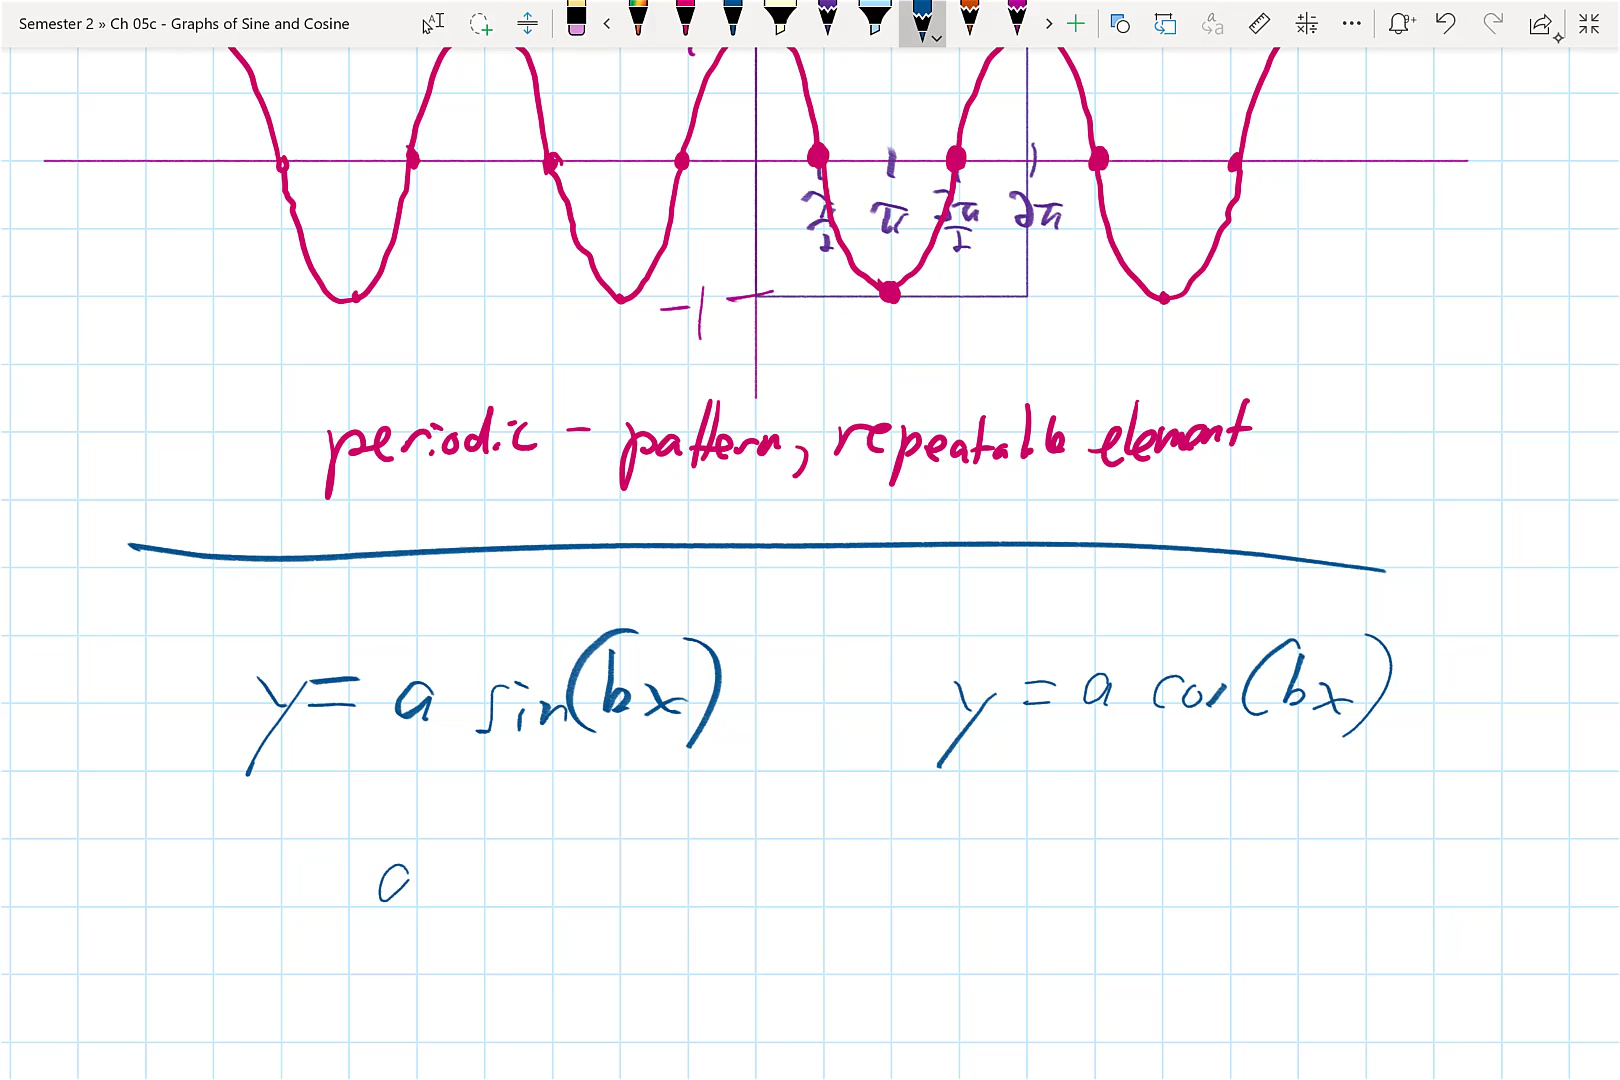 Semester 2 » Ch 05c - Graphs of Sine and Cosine
π/2 π 3π/2 2π
-1
periodic - pattern, repeatable element
y = a sin(bx) y = a cos(bx)